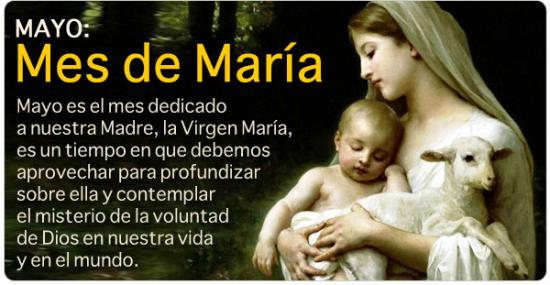 MAYO:
Mes de María
Mayo es el mes dedicado
a nuestra Madre, la Virgen María,
es un tiempo en que debemos
aprovechar para profundizar
sobre ella y contemplar
el misterio de la voluntad
de Dios en nuestra vida
y en el mundo.